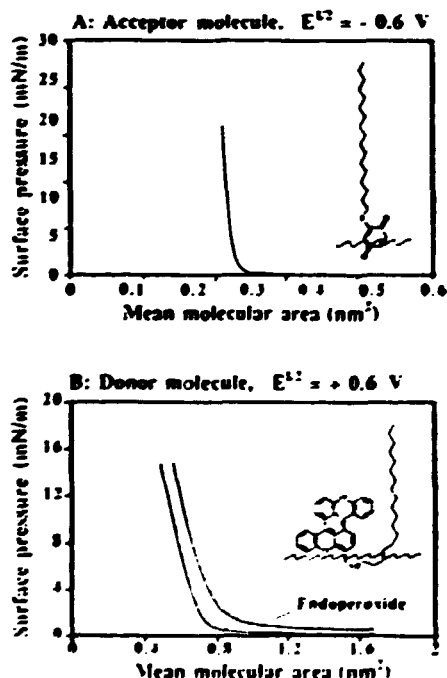 A: Acceptor molecule, E^1/2 = - 0.6 V
Surface pressure (mN/m)
30
25
20
15
10
5
0
0 0.1 0.2 0.3 0.4 0.5 0.6
Mean molecular area (nm²)
B: Donor molecule, E^1/2 = + 0.6 V
Surface pressure (mN/m)
20
16
12
8
4
0
Endoperoxide
0.4 0.8 1.2 1.6 2
Mean molecular area (nm²)